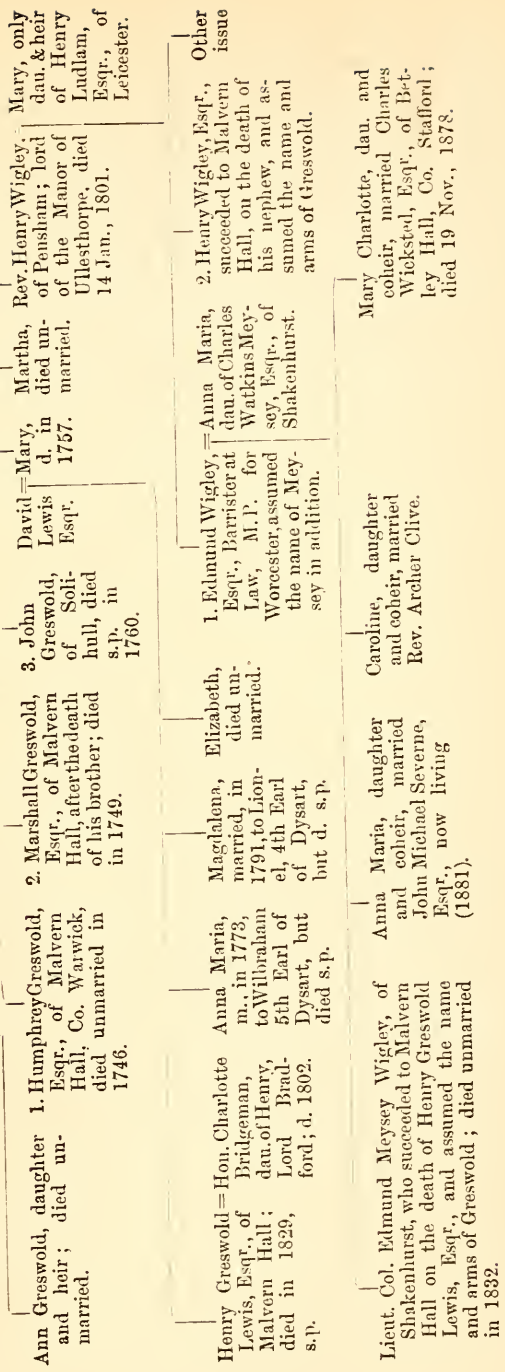 Ann Greswold, daughter
and heir; died un-
married.
1. Humphrey Greswold,
Esqr., of Malvern
Hall, Co. Warwick,
died unmarried in
1746.
2. Marshall Greswold,
Esqr., of Malvern
Hall, after the death
of his brother; died
in 1749.
3. John
Greswold,
of Soli-
hull, died
s.p. in
1760.
David =
Lewis
Esqr.
Mary,
d. in
1757.
Martha,
died un-
married.
Rev. Henry Wigley,
of Pensham; lord
of the Manor of
Ullesthorpe, died
14 Jan., 1801.
Mary, only
dau. & heir
of Henry
Ludlam,
Esqr., of
Leicester.
Henry Greswold =
Lewis, Esqr., of
Malvern Hall;
died in 1829,
s.p.
Hon. Charlotte
Bridgeman,
dau. of Henry,
Lord Brad-
ford; d. 1802.
Anna Maria,
m., in 1773,
to Wilbraham
5th Earl of
Dysart, but
died s.p.
Magdalena,
married, in
1791, to Lion-
el, 4th Earl
of Dysart,
but d. s.p.
Elizabeth,
died un-
married.
1. Edmund Wigley, =
Esqr., Barrister at
Law, M.P. for
Worcester, assumed
the name of Mey-
sey in addition.
Anna Maria,
dau. of Charles
Watkins Mey-
sey, Esqr., of
Shakenhurst.
2. Henry Wigley, Esqr.,
succeeded to Malvern
Hall, on the death of
his nephew, and as-
sumed the name and
arms of Greswold.
Other
issue
Lieut. Col. Edmund Meysey Wigley, of
Shakenhurst, who succeeded to Malvern
Hall on the death of Henry Greswold
Lewis, Esqr., and assumed the name
and arms of Greswold; died unmarried
in 1832.
Anna Maria, daughter
and coheir, married
John Michael Severne,
Esqr., now living
(1881).
Caroline, daughter
and coheir, married
Rev. Archer Clive.
Mary Charlotte, dau. and
coheir, married Charles
Wicksted, Esqr., of Bet-
ley Hall, Co. Stafford;
died 19 Nov., 1878.